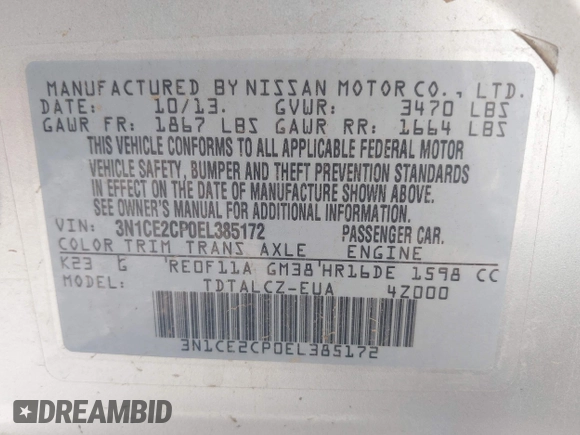 MANUFACTURED BY NISSAN MOTOR CO., LTD.
DATE: 10/13. GVWR: 3470 LBS
GAWR FR: 1867 LBS GAWR RR: 1664 LBS
THIS VEHICLE CONFORMS TO ALL APPLICABLE FEDERAL MOTOR
VEHICLE SAFETY, BUMPER AND THEFT PREVENTION STANDARDS
IN EFFECT ON THE DATE OF MANUFACTURE SHOWN ABOVE.
SEE OWNER'S MANUAL FOR ADDITIONAL INFORMATION.
VIN: 3N1CE2CP0EL385172 PASSENGER CAR.
COLOR TRIM TRANS AXLE ENGINE
K23 G RE0F11A GM38 HR16DE 1598 CC
TDTALCZ-EUA 4Z000
3N1CE2CP0EL385172
DREAMBID